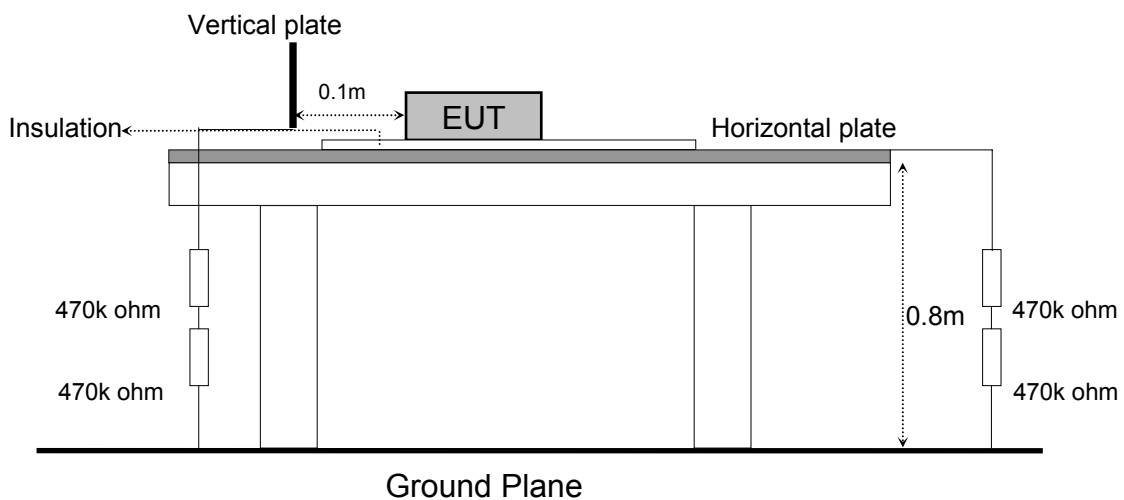 Vertical plate
0.1m
EUT
Insulation
Horizontal plate
470k ohm
0.8m
470k ohm
470k ohm
470k ohm
Ground Plane